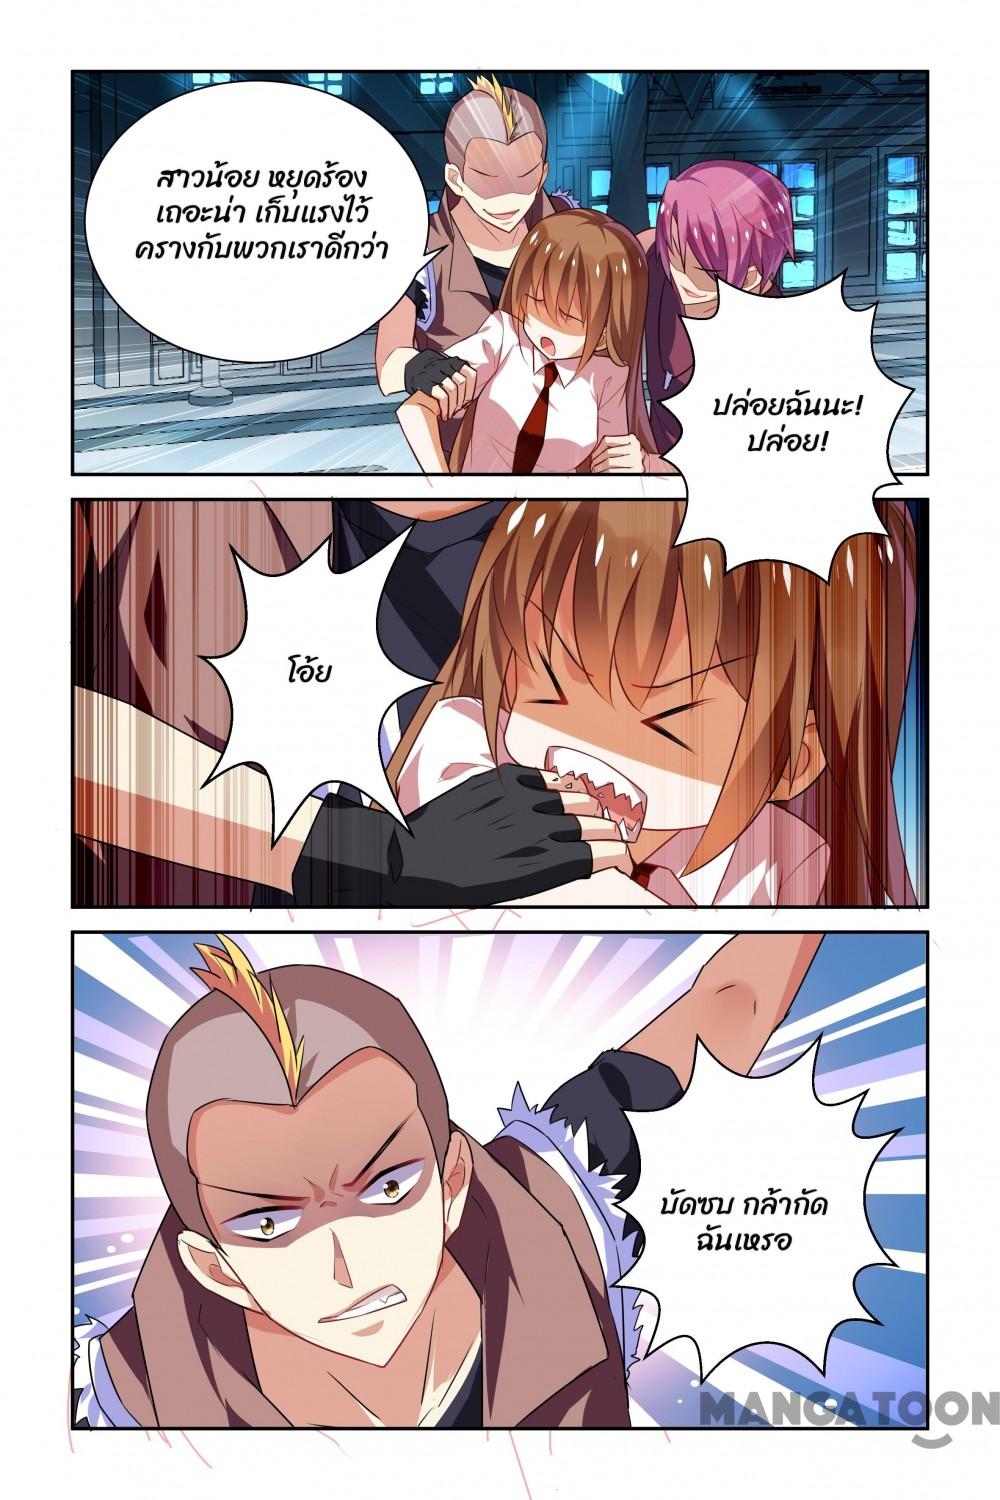 สาวน้อย หยุดร้อง
เถอะน่า เก็บแรงไว้
ครางกับพวกเราดีกว่า
ปล่อยฉันนะ!
ปล่อย!
โอ้ย
บัดซบ กล้ากัด
ฉันเหรอ
MANGATOON